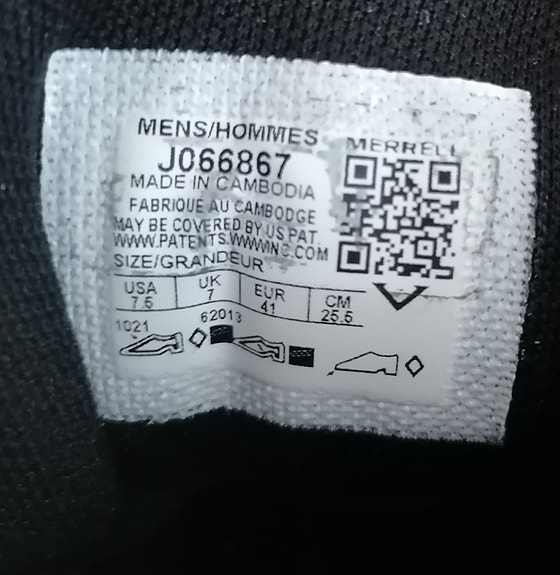 MENS/HOMMES
MERRELL
J066867
MADE IN CAMBODIA
FABRIQUÉ AU CAMBODGE
MAY BE COVERED BY US PAT.
WWW.PATENTS.WWWINC.COM
SIZE/GRANDEUR
USA UK EUR CM
7.5 7 41 25.5
1021 62013